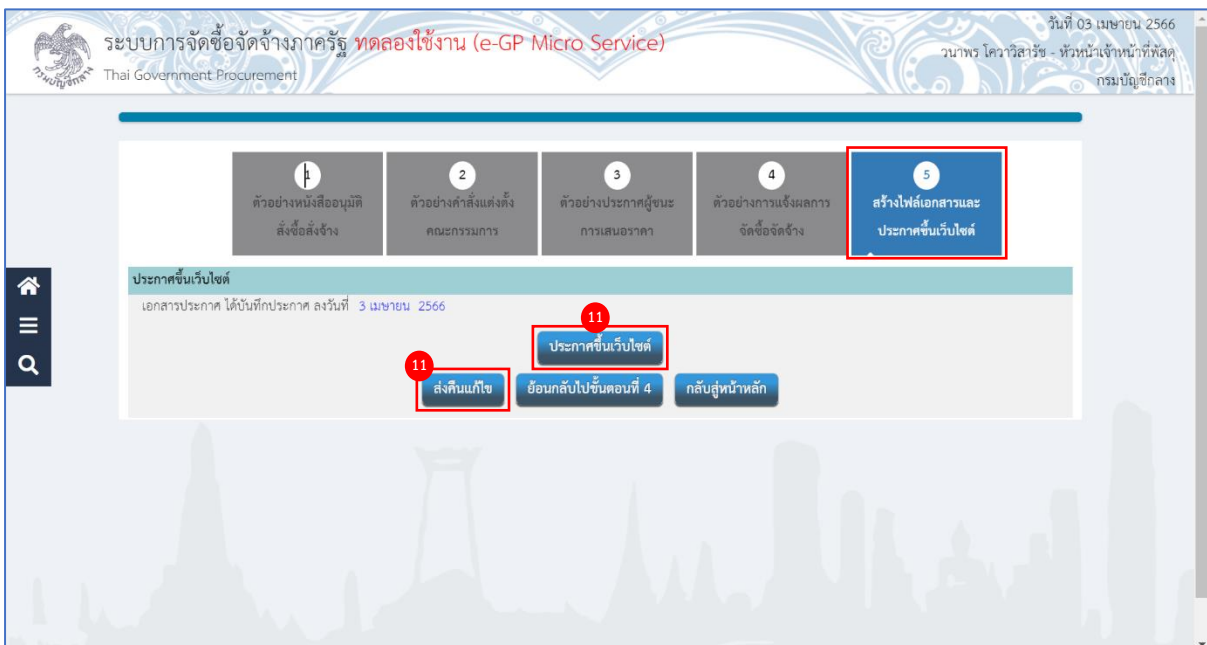 วันที่ 03 เมษายน 2566
ระบบการจัดซื้อจัดจ้างภาครัฐ ทดลองใช้งาน (e-GP Micro Service)
วนาพร โควาวิสารัช - หัวหน้าเจ้าหน้าที่พัสดุ
Thai Government Procurement
กรมบัญชีกลาง
กรมบัญชีกลาง
1
ตัวอย่างหนังสืออนุมัติ
สั่งซื้อสั่งจ้าง
2
ตัวอย่างคำสั่งแต่งตั้ง
คณะกรรมการ
3
ตัวอย่างประกาศผู้ชนะ
การเสนอราคา
4
ตัวอย่างการแจ้งผลการ
จัดซื้อจัดจ้าง
5
สร้างไฟล์เอกสารและ
ประกาศขึ้นเว็บไซต์
ประกาศขึ้นเว็บไซต์
เอกสารประกาศ ได้บันทึกประกาศ ลงวันที่ 3 เมษายน 2566
11
ประกาศขึ้นเว็บไซต์
11
ส่งคืนแก้ไข ย้อนกลับไปขั้นตอนที่ 4 กลับสู่หน้าหลัก